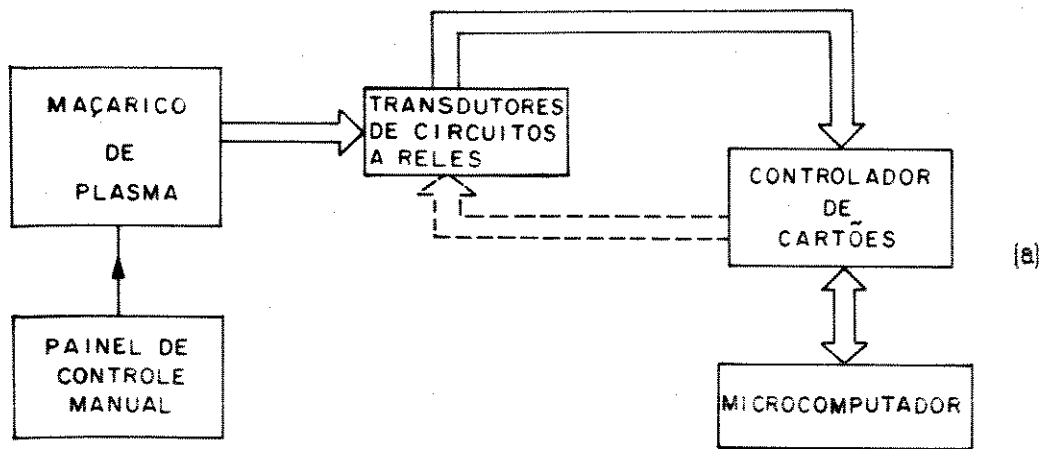 MAÇARICO
DE
PLASMA
TRANSDUTORES
DE CIRCUITOS
A RELES
CONTROLADOR
DE
CARTÕES
(a)
PAINEL DE
CONTROLE
MANUAL
MICROCOMPUTADOR